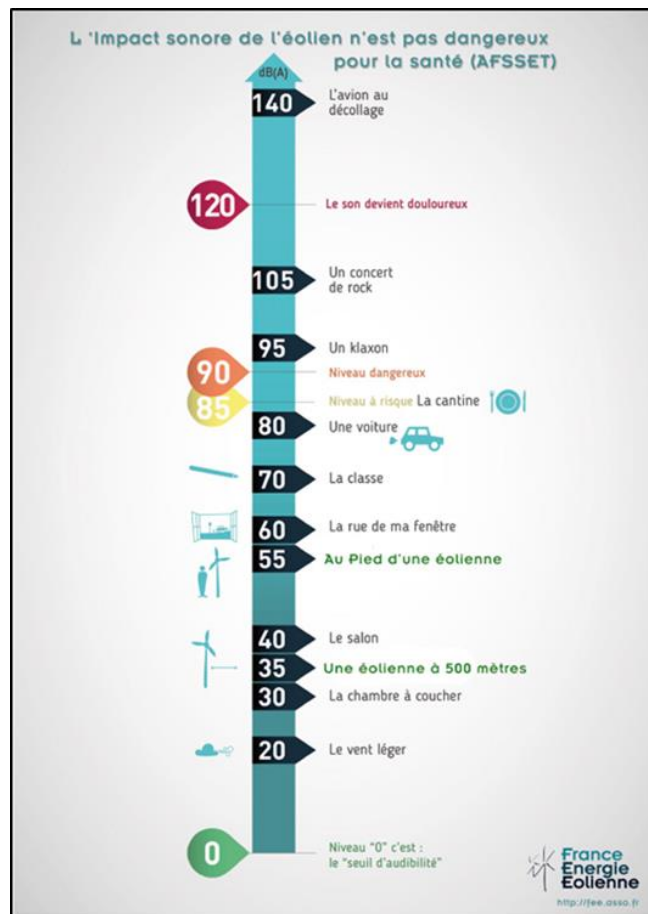 L 'Impact sonore de l'éolien n'est pas dangereux
pour la santé (AFSSET)
dB(A)
140
L'avion au
décollage
120
Le son devient douloureux
105
Un concert
de rock
95
Un klaxon
90
Niveau dangereux
85
Niveau à risque La cantine
80
Une voiture
70
La classe
60
La rue de ma fenêtre
55
Au Pied d'une éolienne
40
Le salon
35
Une éolienne à 500 mètres
30
La chambre à coucher
20
Le vent léger
0
Niveau "0" c'est :
le "seuil d'audibilité"
France
Energie
Eolienne
http://fee.asso.fr